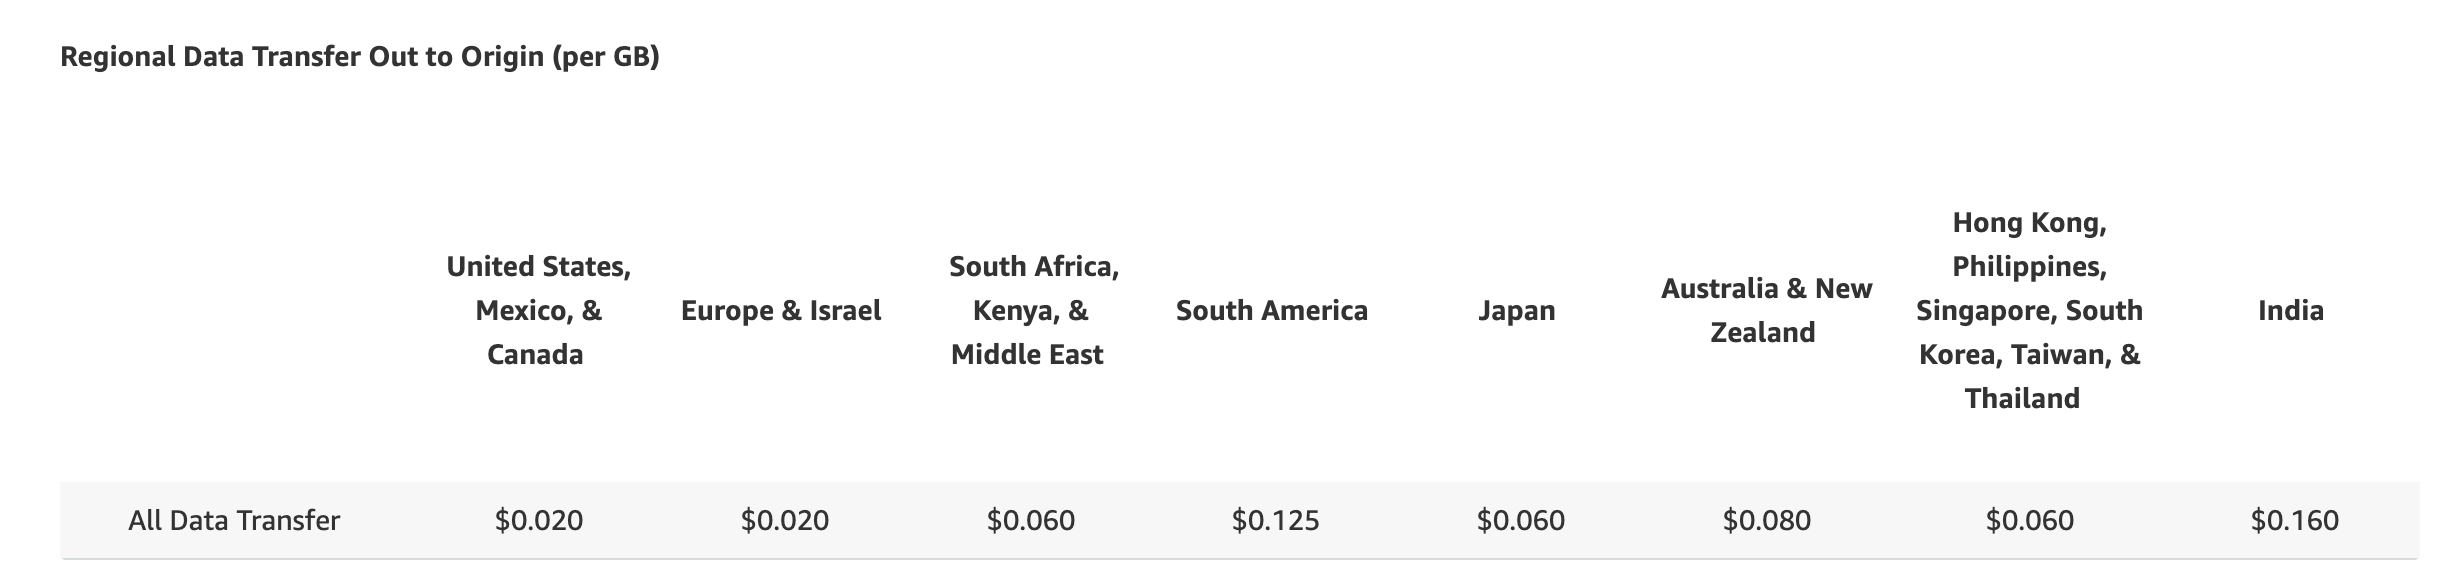 Regional Data Transfer Out to Origin (per GB)
United States,
Mexico, &
Canada
Europe & Israel
South Africa,
Kenya, &
Middle East
South America
Japan
Australia & New
Zealand
Hong Kong,
Philippines,
Singapore, South
Korea, Taiwan, &
Thailand
India
All Data Transfer $0.020 $0.020 $0.060 $0.125 $0.060 $0.080 $0.060 $0.160